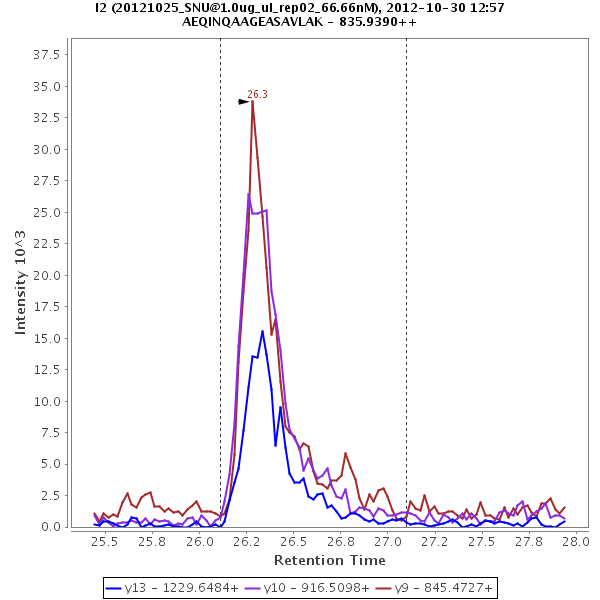 I2 (20121025_SNU@1.0ug_ul_rep02_66.66nM), 2012-10-30 12:57
AEQINQAAGEASAVLAK - 835.9390++
26.3
37.5
35.0
32.5
30.0
27.5
25.0
22.5
20.0
17.5
15.0
12.5
10.0
7.5
5.0
2.5
0.0
Intensity 10^3
25.5 25.8 26.0 26.2 26.5 26.8 27.0 27.2 27.5 27.8 28.0
Retention Time
y13 - 1229.6484+ y10 - 916.5098+ y9 - 845.4727+